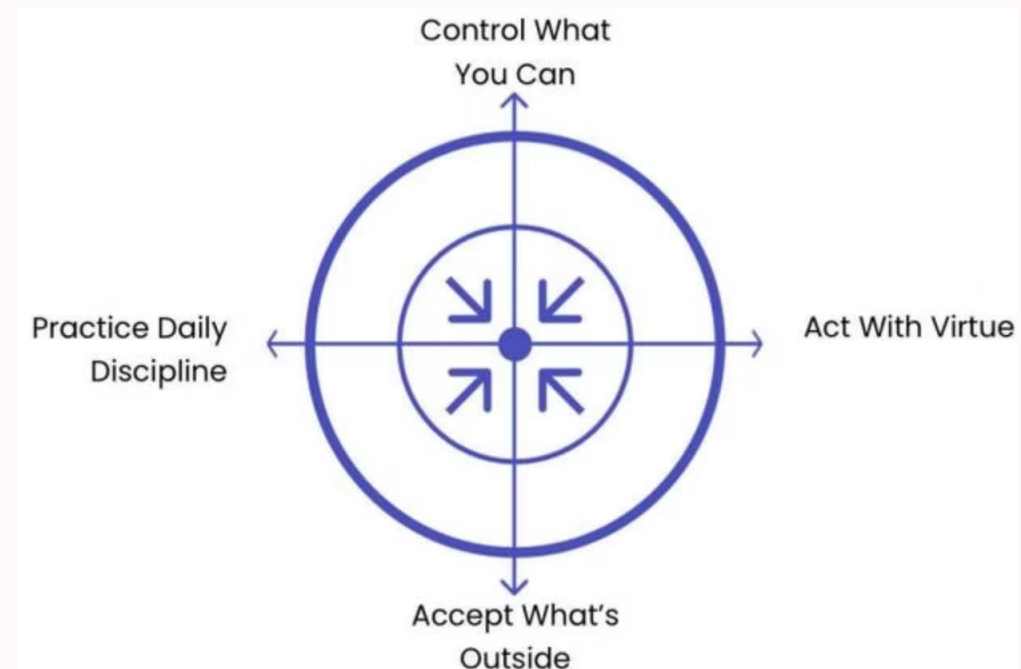 Control What
You Can
Practice Daily
Discipline
Act With Virtue
Accept What’s
Outside